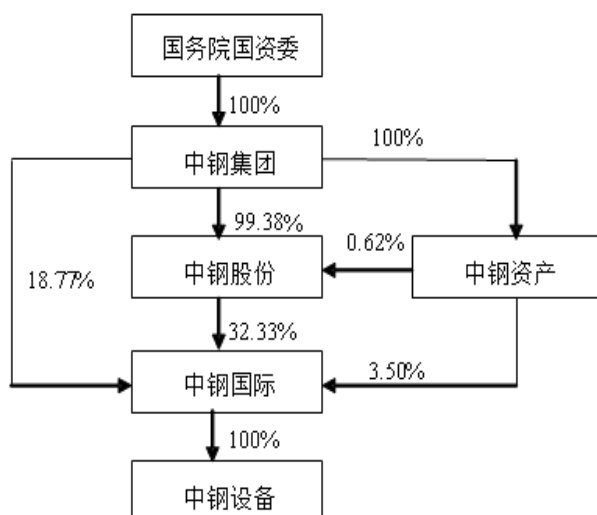 国务院国资委
100%
100%
中钢集团
99.38%
0.62%
18.77%
中钢股份
中钢资产
32.33%
3.50%
中钢国际
100%
中钢设备